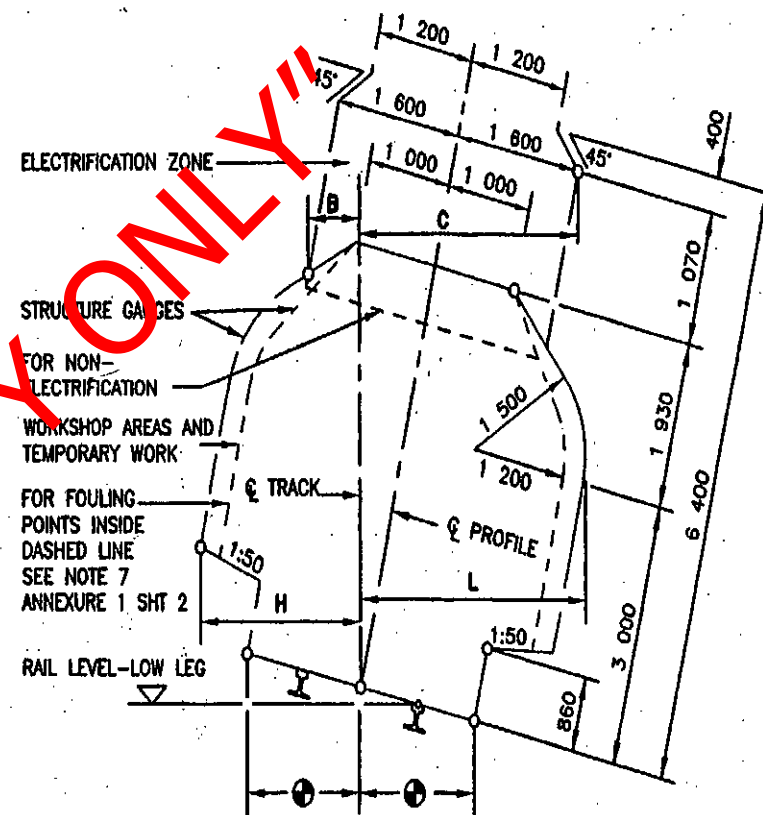 1 200
1 200
45°
1 600
1 600
400
45°
ELECTRIFICATION ZONE
1 000
1 000
B
C
1 070
STRUCTURE GAUGES
FOR NON-
ELECTRIFICATION
1 500
1 930
WORKSHOP AREAS AND
TEMPORARY WORK
1 200
6 400
℄ TRACK
FOR FOULING
POINTS INSIDE
DASHED LINE
SEE NOTE 7
ANNEXURE 1 SHT 2
℄ PROFILE
1:50
H
L
1:50
3 000
RAIL LEVEL-LOW LEG
860
Y ONLY"